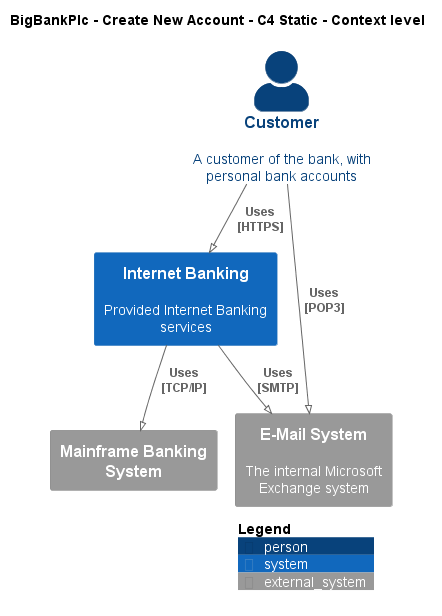 BigBankPlc - Create New Account - C4 Static - Context level
Customer
A customer of the bank, with
personal bank accounts
Uses
[HTTPS]
Internet Banking
Provided Internet Banking
services
Uses
[POP3]
Uses
[TCP/IP]
Uses
[SMTP]
Mainframe Banking
System
E-Mail System
The internal Microsoft
Exchange system
Legend
person
system
external_system